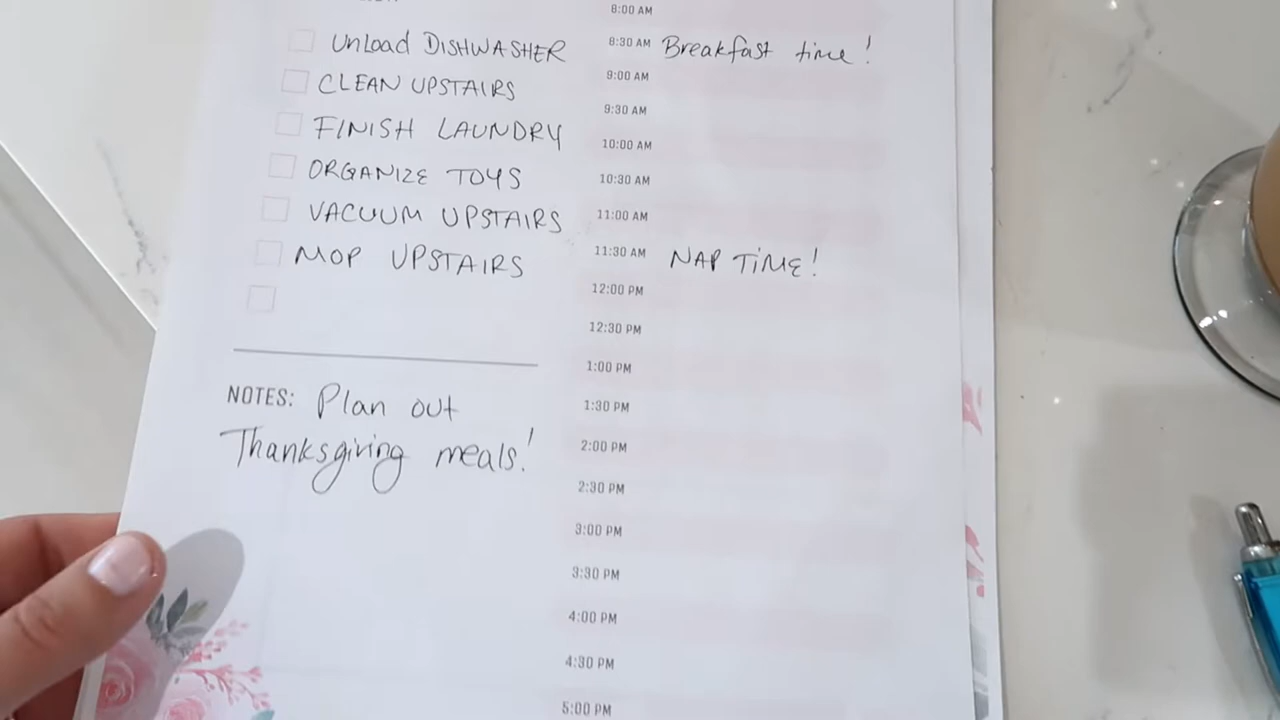 Unload DISHWASHER
CLEAN UPSTAIRS
FINISH LAUNDRY
ORGANIZE TOYS
VACUUM UPSTAIRS
MOP UPSTAIRS
NOTES: Plan out
Thanksgiving meals!
8:00 AM
8:30 AM Breakfast time!
9:00 AM
9:30 AM
10:00 AM
10:30 AM
11:00 AM
11:30 AM NAP TIME!
12:00 PM
12:30 PM
1:00 PM
1:30 PM
2:00 PM
2:30 PM
3:00 PM
3:30 PM
4:00 PM
4:30 PM
5:00 PM